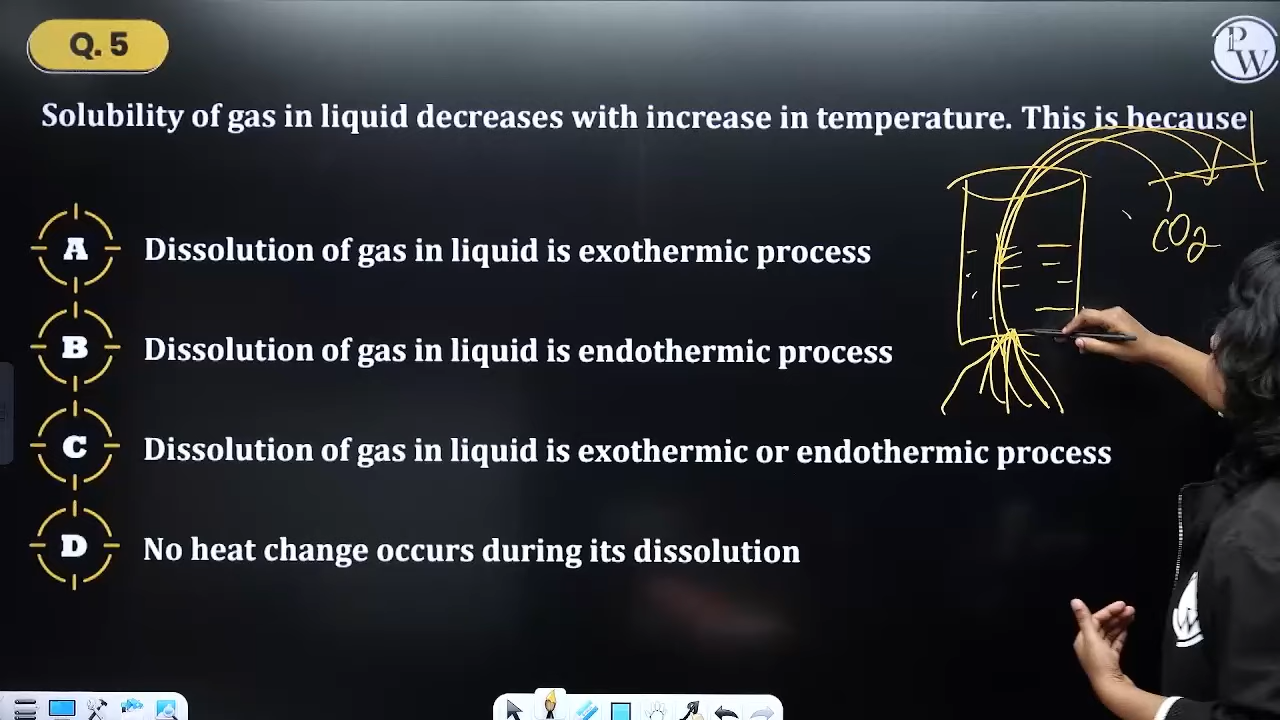 Q. 5
PW
Solubility of gas in liquid decreases with increase in temperature. This is because
CO2
A
Dissolution of gas in liquid is exothermic process
B
Dissolution of gas in liquid is endothermic process
C
Dissolution of gas in liquid is exothermic or endothermic process
D
No heat change occurs during its dissolution